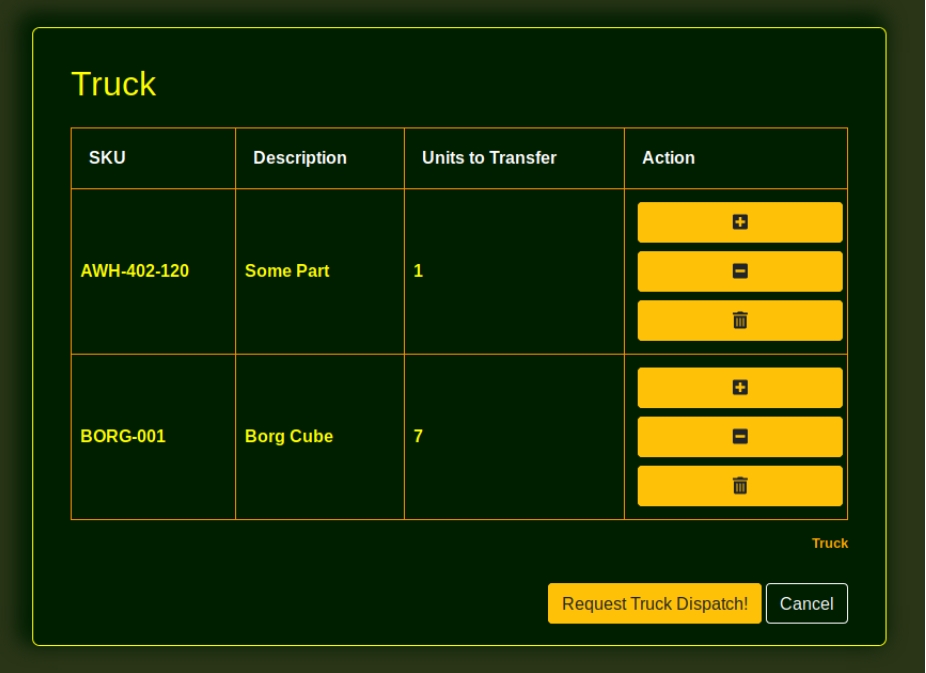 Truck
SKU Description Units to Transfer Action
AWH-402-120 Some Part 1
BORG-001 Borg Cube 7
Truck
Request Truck Dispatch! Cancel